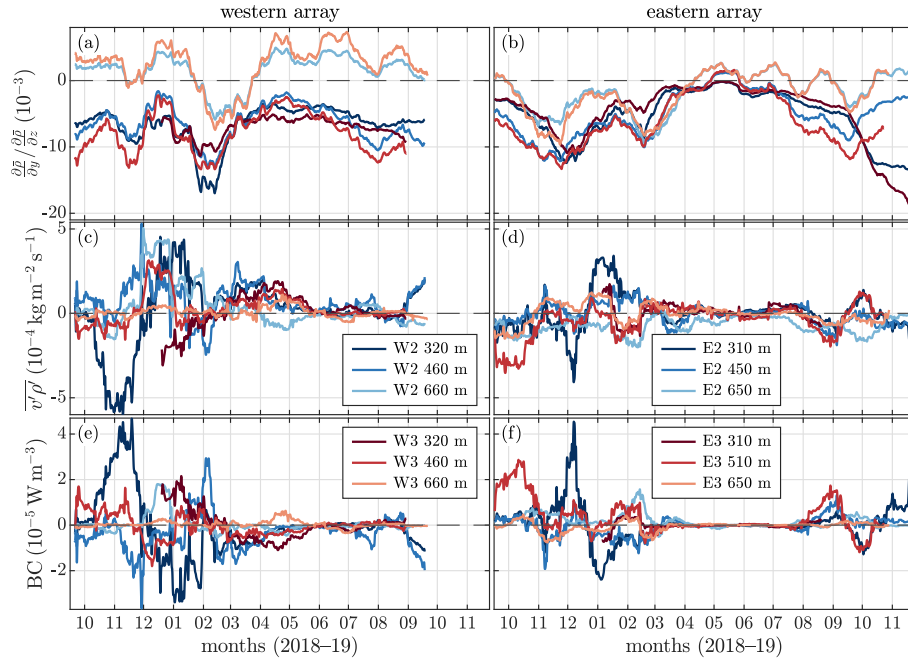 western array
eastern array
(a)
(b)
0
-10
-20
∂ρ̄/∂y / ∂ρ̄/∂z (10⁻³)
(c)
(d)
5
0
-5
v′ρ′ (10⁻⁴ kg m⁻² s⁻¹)
W2 320 m
W2 460 m
W2 660 m
E2 310 m
E2 450 m
E2 650 m
(e)
(f)
4
2
0
-2
BC (10⁻⁵ W m⁻³)
W3 320 m
W3 460 m
W3 660 m
E3 310 m
E3 510 m
E3 650 m
10 11 12 01 02 03 04 05 06 07 08 09
10 11 12 01 02 03 04 05 06 07 08 09 10 11
months (2018–19)
months (2018–19)